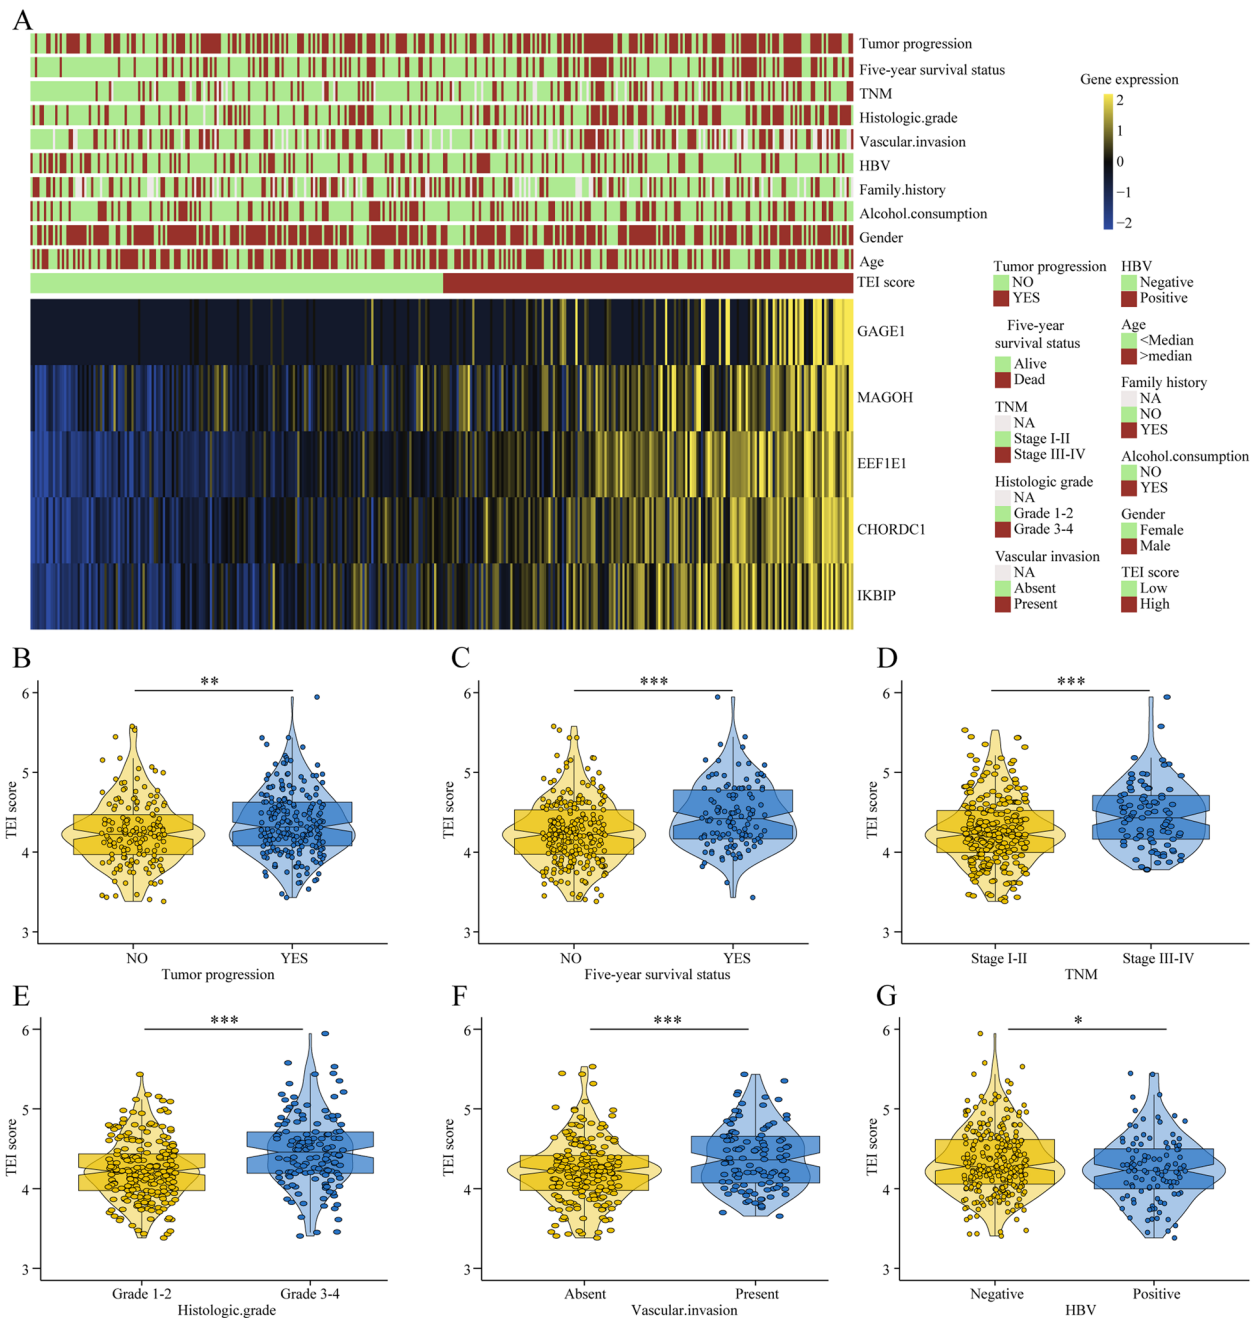 A
Tumor progression
Five-year survival status
TNM
Histologic.grade
Vascular.invasion
HBV
Family.history
Alcohol.consumption
Gender
Age
TEI score
GAGE1
MAGOH
EEF1E1
CHORDC1
IKBIP
Gene expression
2
1
0
−1
−2
Tumor progression
NO
YES
Five-year
survival status
Alive
Dead
TNM
NA
Stage I-II
Stage III-IV
Histologic grade
NA
Grade 1-2
Grade 3-4
Vascular invasion
NA
Absent
Present
HBV
Negative
Positive
Age
<Median
>median
Family history
NA
NO
YES
Alcohol.consumption
NO
YES
Gender
Female
Male
TEI score
Low
High
B
**
6
5
4
3
TEI score
NO
YES
Tumor progression
C
***
6
5
4
3
TEI score
NO
YES
Five-year survival status
D
***
6
5
4
3
TEI score
Stage I-II
Stage III-IV
TNM
E
***
6
5
4
3
TEI score
Grade 1-2
Grade 3-4
Histologic.grade
F
***
6
5
4
3
TEI score
Absent
Present
Vascular.invasion
G
*
6
5
4
3
TEI score
Negative
Positive
HBV